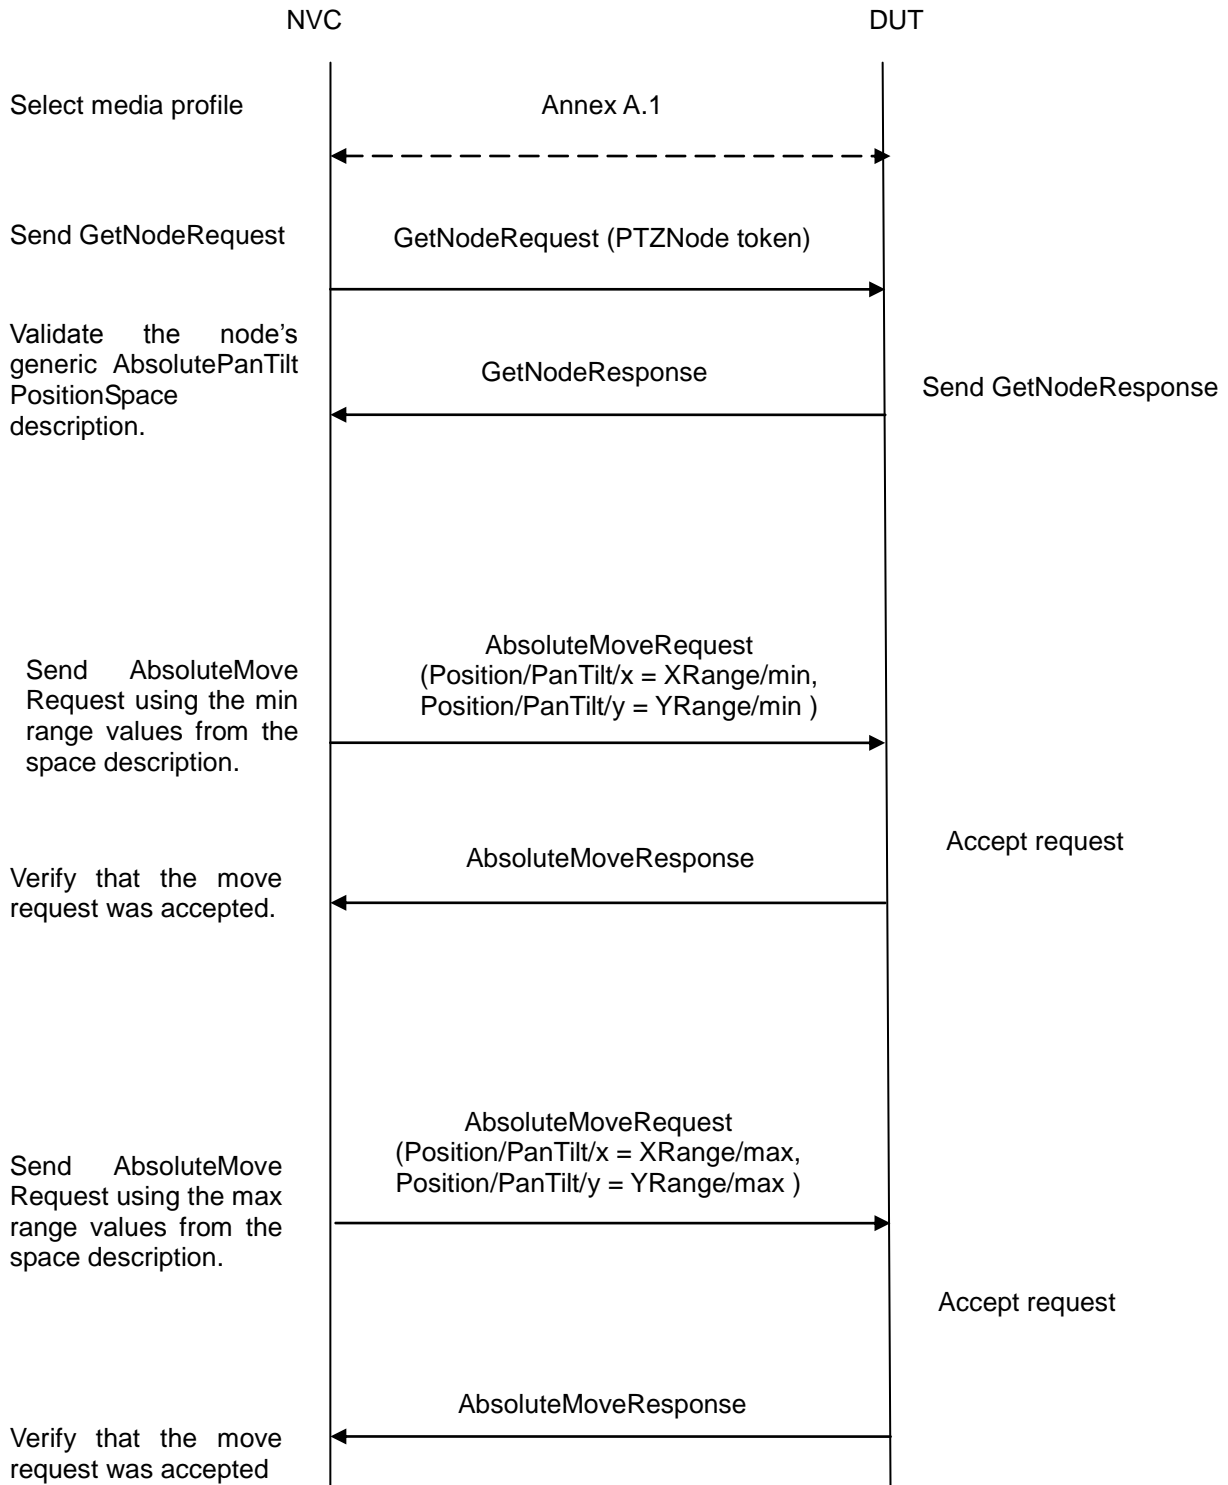 NVC
DUT
Select media profile
Annex A.1
Send GetNodeRequest
GetNodeRequest (PTZNode token)
Validate the node’s
generic AbsolutePanTilt
PositionSpace
description.
GetNodeResponse
Send GetNodeResponse
AbsoluteMoveRequest
(Position/PanTilt/x = XRange/min,
Position/PanTilt/y = YRange/min )
Send AbsoluteMove
Request using the min
range values from the
space description.
Accept request
AbsoluteMoveResponse
Verify that the move
request was accepted.
AbsoluteMoveRequest
(Position/PanTilt/x = XRange/max,
Position/PanTilt/y = YRange/max )
Send AbsoluteMove
Request using the max
range values from the
space description.
Accept request
AbsoluteMoveResponse
Verify that the move
request was accepted